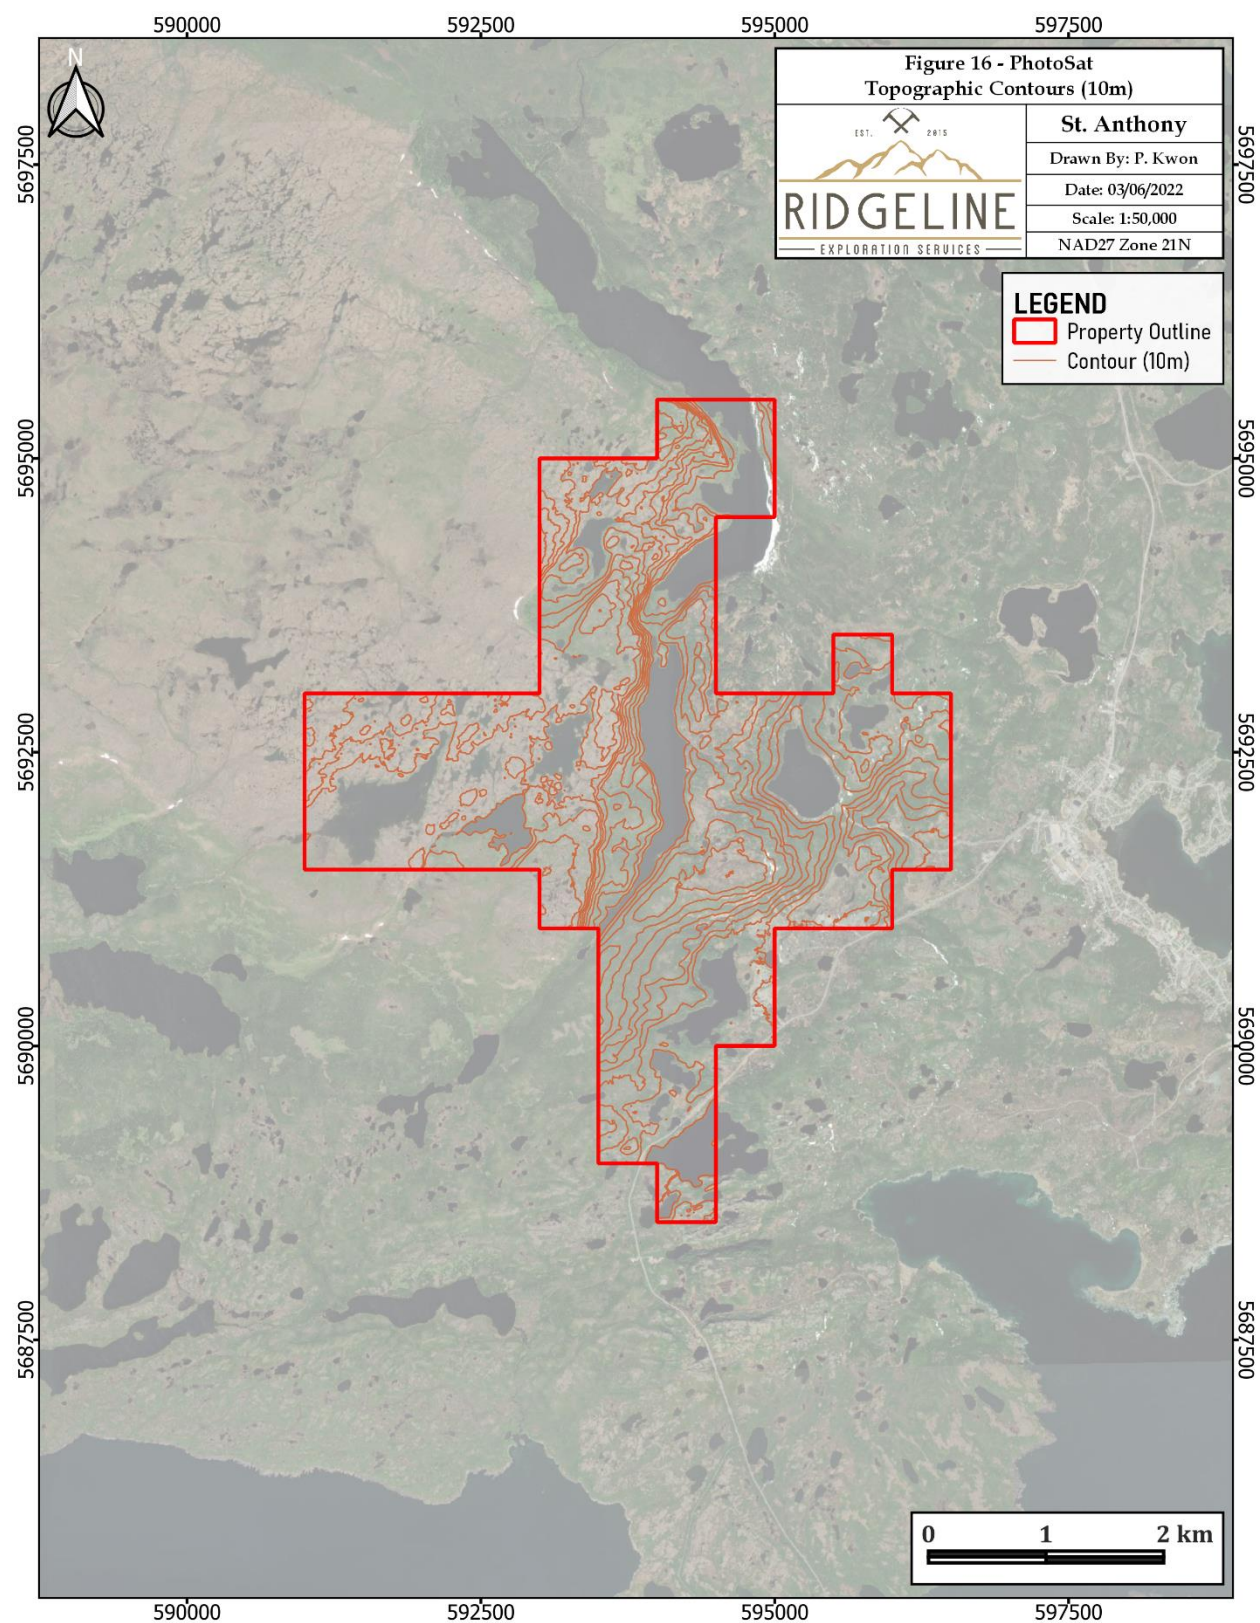 590000 592500 595000 597500
N
Figure 16 - PhotoSat
Topographic Contours (10m)
EST. 2015
RIDGELINE
EXPLORATION SERVICES
St. Anthony
Drawn By: P. Kwon
Date: 03/06/2022
Scale: 1:50,000
NAD27 Zone 21N
LEGEND
Property Outline
Contour (10m)
5697500
5695000
5692500
5690000
5687500
5697500
5695000
5692500
5690000
5687500
0 1 2 km
590000 592500 595000 597500